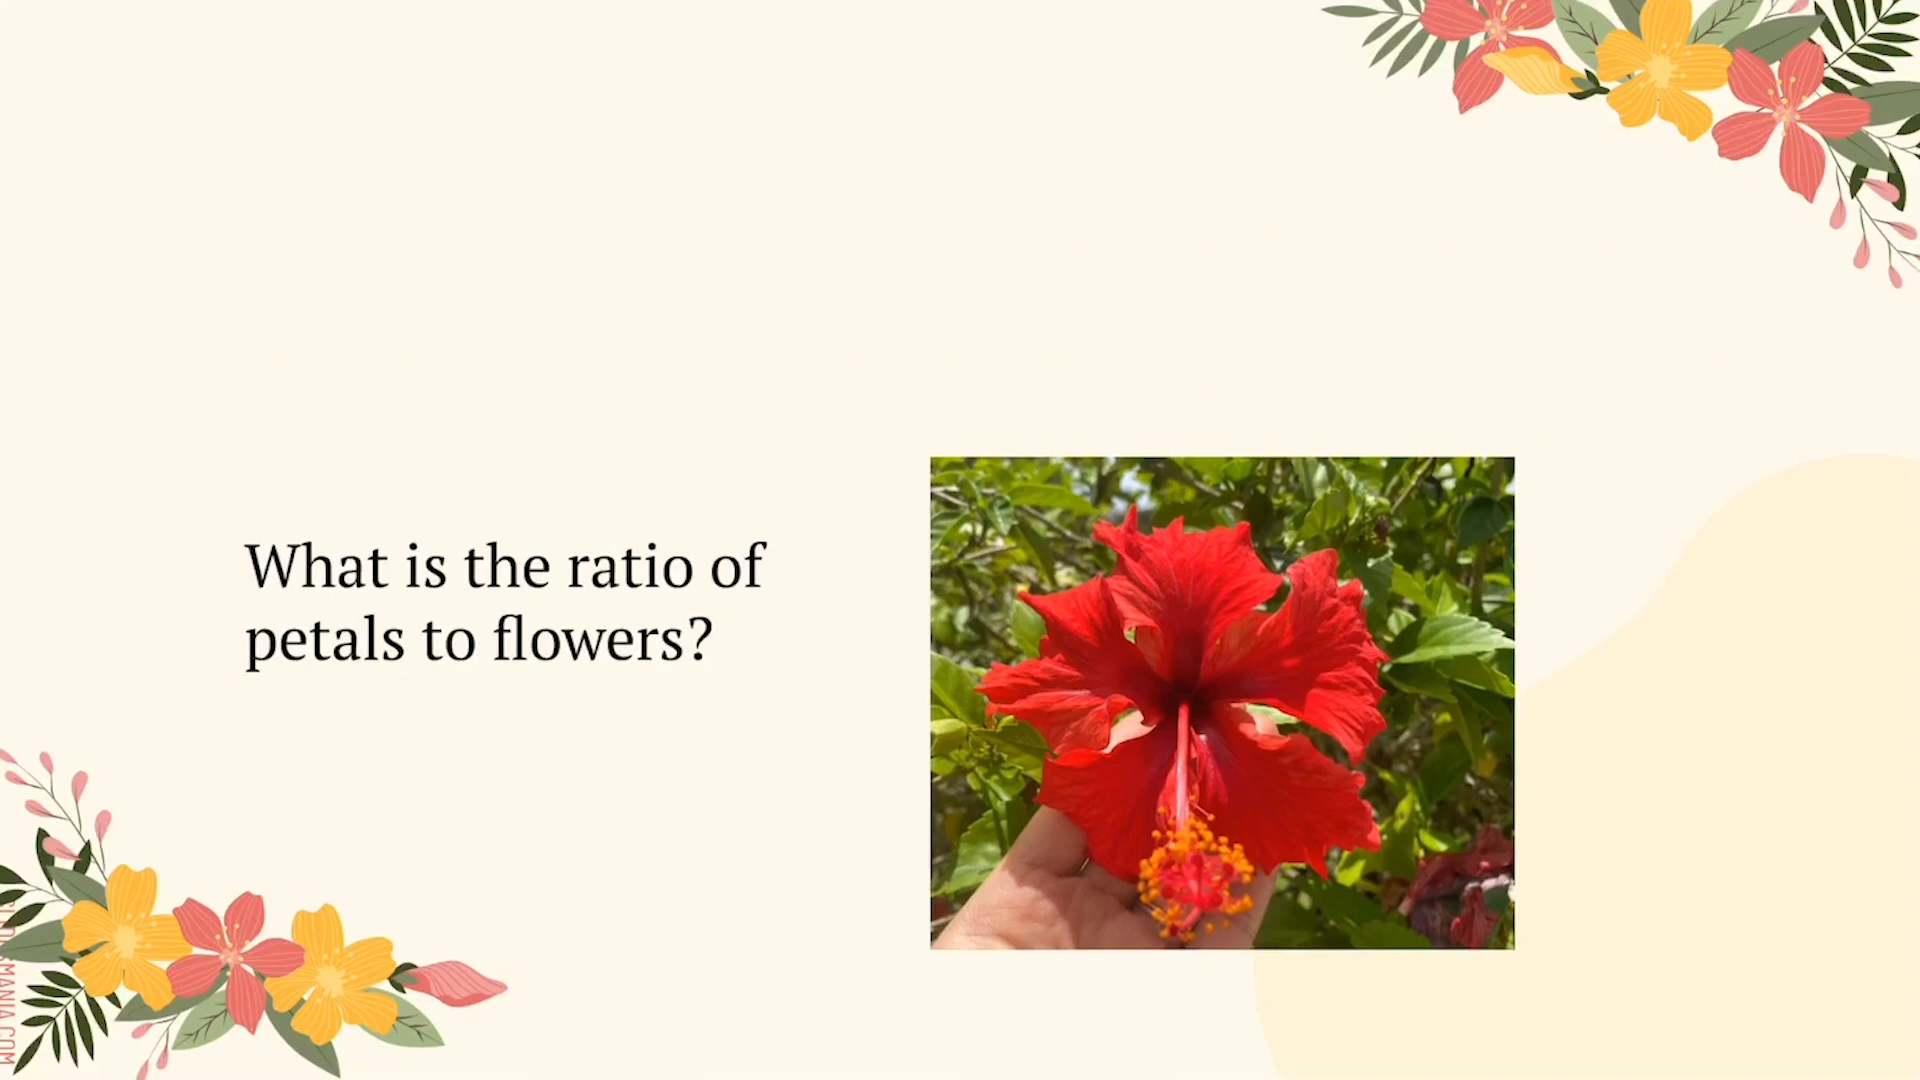 What is the ratio of
petals to flowers?